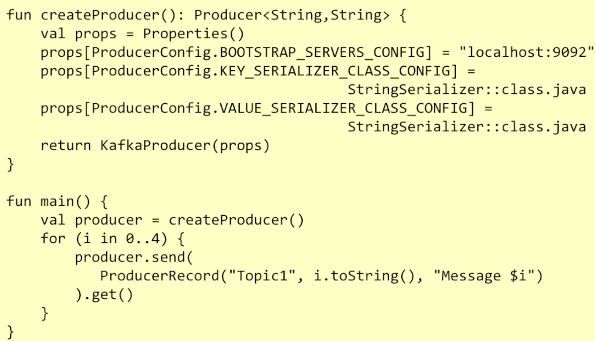 fun createProducer(): Producer<String,String> {
    val props = Properties()
    props[ProducerConfig.BOOTSTRAP_SERVERS_CONFIG] = "localhost:9092"
    props[ProducerConfig.KEY_SERIALIZER_CLASS_CONFIG] =
                                        StringSerializer::class.java
    props[ProducerConfig.VALUE_SERIALIZER_CLASS_CONFIG] =
                                        StringSerializer::class.java
    return KafkaProducer(props)
}

fun main() {
    val producer = createProducer()
    for (i in 0..4) {
        producer.send(
           ProducerRecord("Topic1", i.toString(), "Message $i")
        ).get()
    }
}